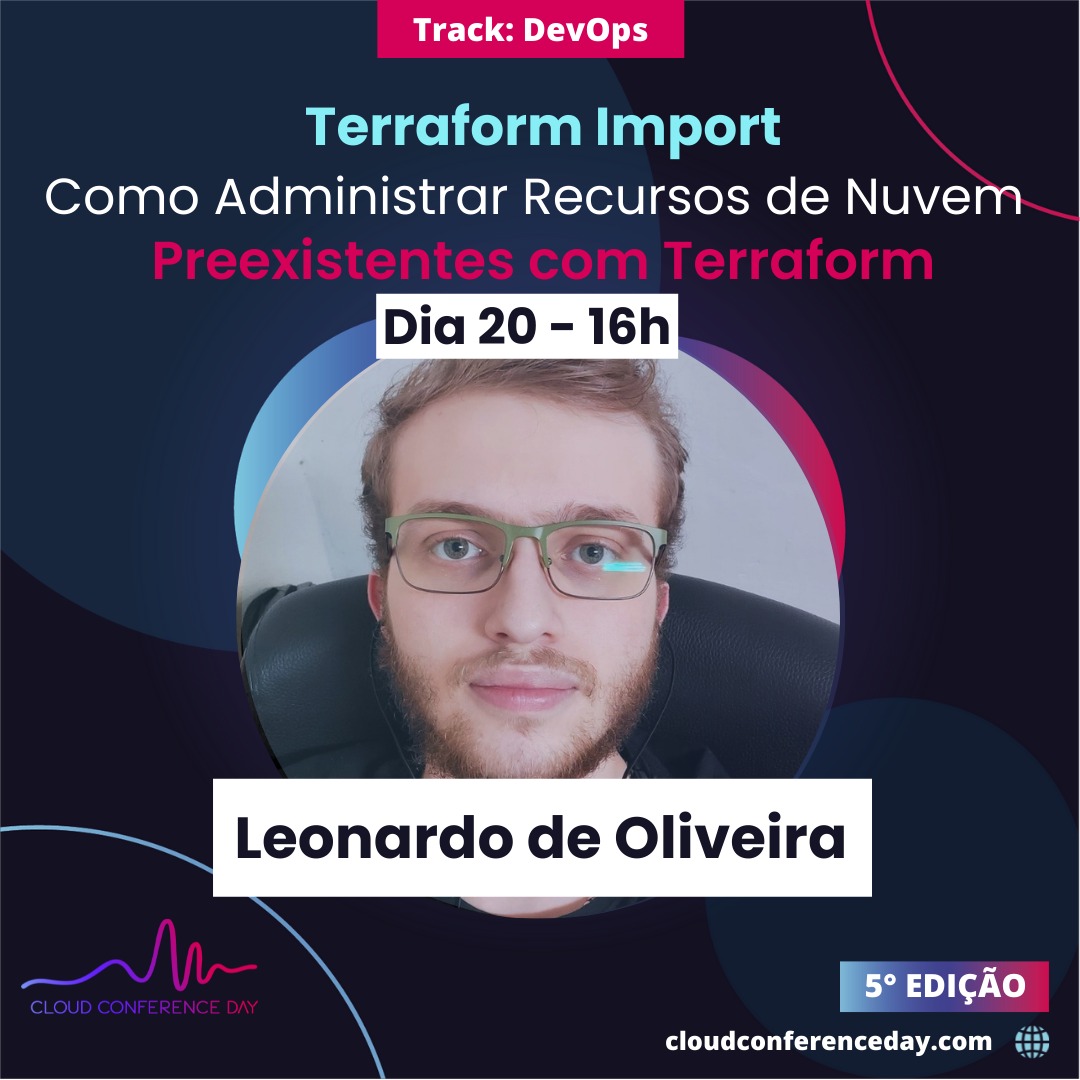 Track: DevOps
Terraform Import
Como Administrar Recursos de Nuvem
Preexistentes com Terraform
Dia 20 - 16h
Leonardo de Oliveira
CLOUD CONFERENCE DAY
5° EDIÇÃO
cloudconferenceday.com